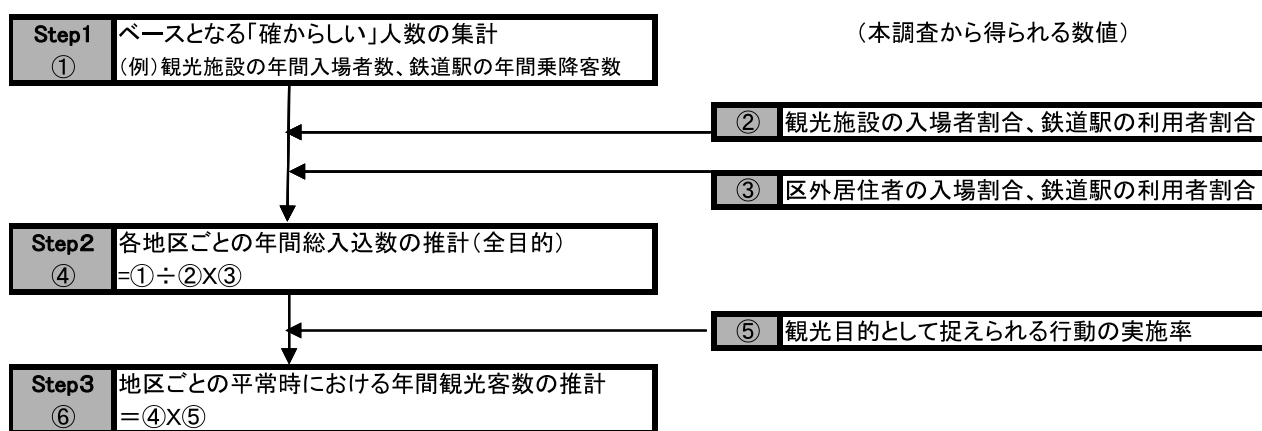 Step1 ベースとなる「確からしい」人数の集計
① (例)観光施設の年間入場者数、鉄道駅の年間乗降客数
(本調査から得られる数値)
② 観光施設の入場者割合、鉄道駅の利用者割合
③ 区外居住者の入場割合、鉄道駅の利用者割合
Step2 各地区ごとの年間総入込数の推計(全目的)
④ =①÷②X③
⑤ 観光目的として捉えられる行動の実施率
Step3 地区ごとの平常時における年間観光客数の推計
⑥ =④X⑤